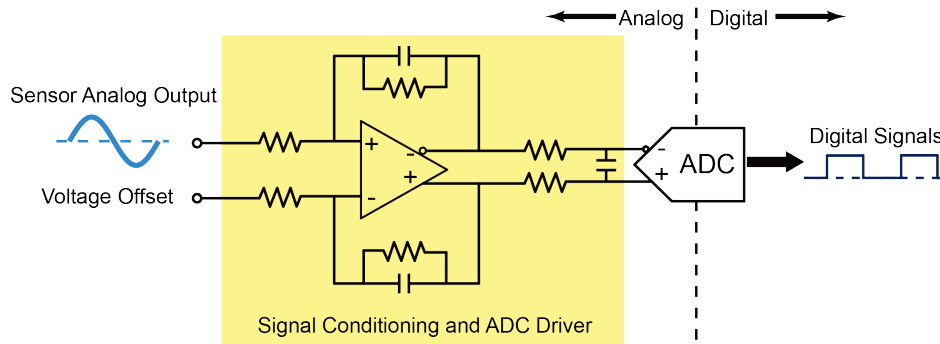 Analog
Digital
Sensor Analog Output
Voltage Offset
+
-
-
+
-
+
ADC
Digital Signals
Signal Conditioning and ADC Driver